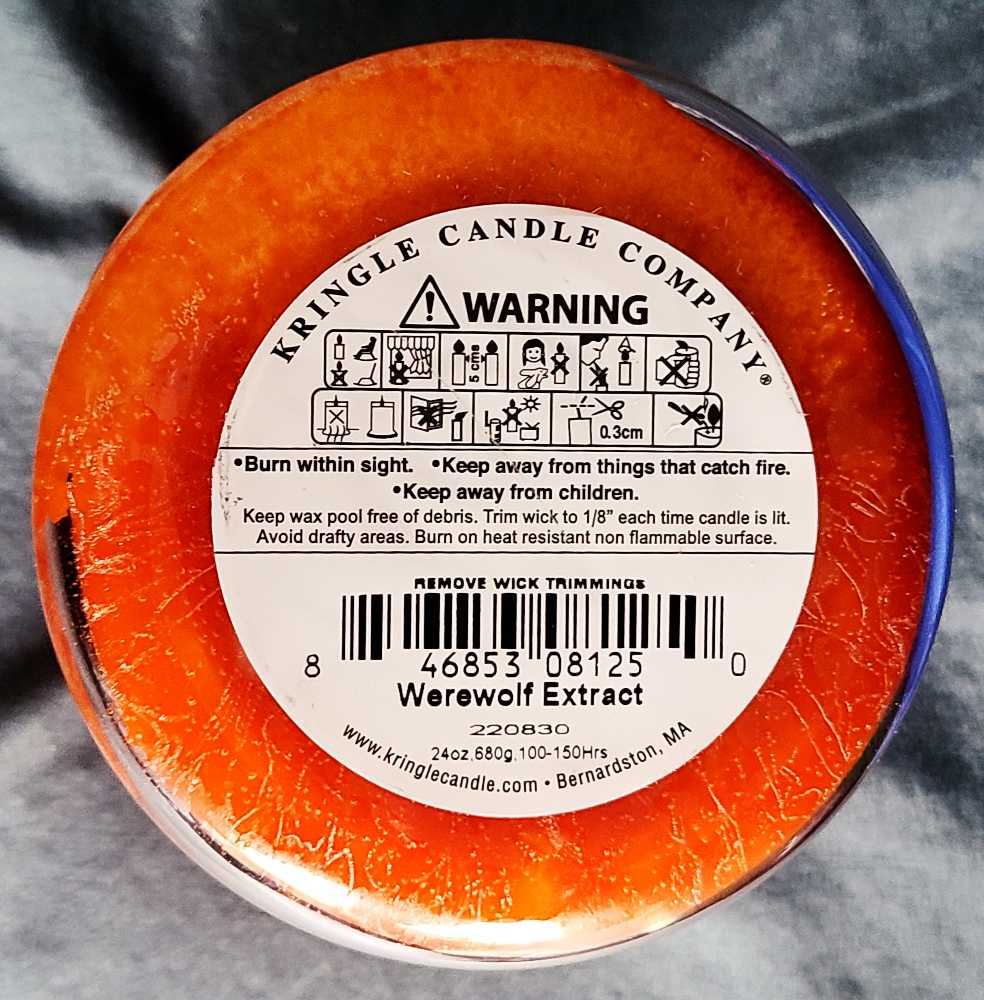 KRINGLE CANDLE COMPANY®
WARNING
5 cm
0.3cm
•Burn within sight. •Keep away from things that catch fire.
•Keep away from children.
Keep wax pool free of debris. Trim wick to 1/8” each time candle is lit.
Avoid drafty areas. Burn on heat resistant non flammable surface.
REMOVE WICK TRIMMINGS
8 46853 08125 0
Werewolf Extract
220830
24oz,680g,100-150Hrs
www.kringlecandle.com • Bernardston, MA